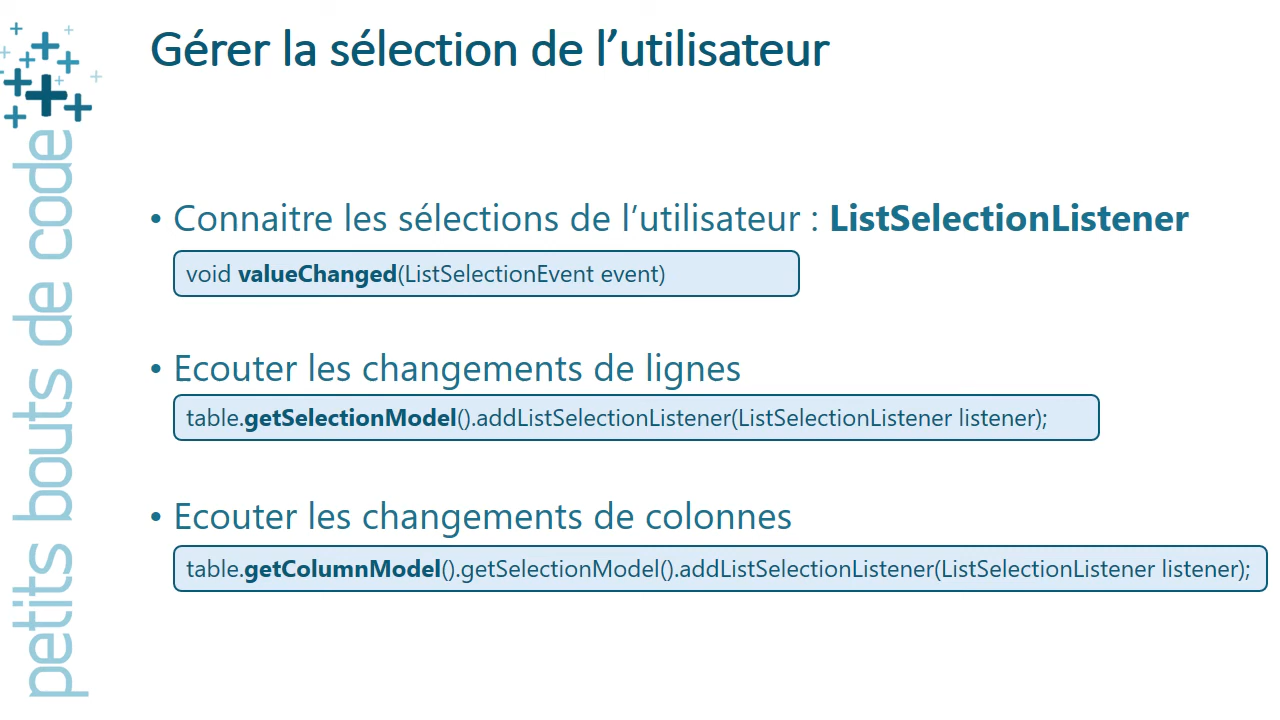 Gérer la sélection de l’utilisateur
• Connaitre les sélections de l’utilisateur : ListSelectionListener
void valueChanged(ListSelectionEvent event)
• Ecouter les changements de lignes
table.getSelectionModel().addListSelectionListener(ListSelectionListener listener);
• Ecouter les changements de colonnes
table.getColumnModel().getSelectionModel().addListSelectionListener(ListSelectionListener listener);
petits bouts de code